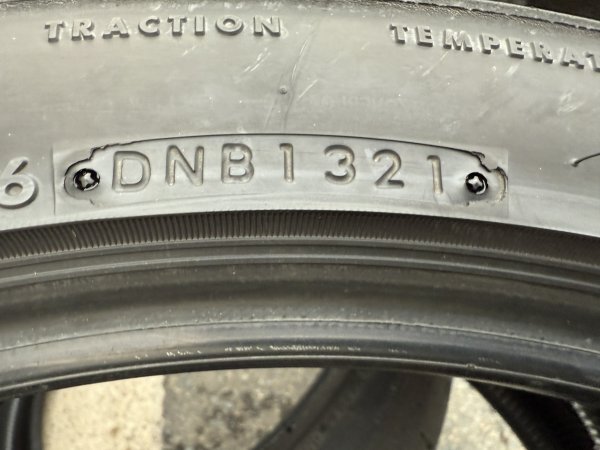 TRACTION TEMPERAT
6 DNB1321